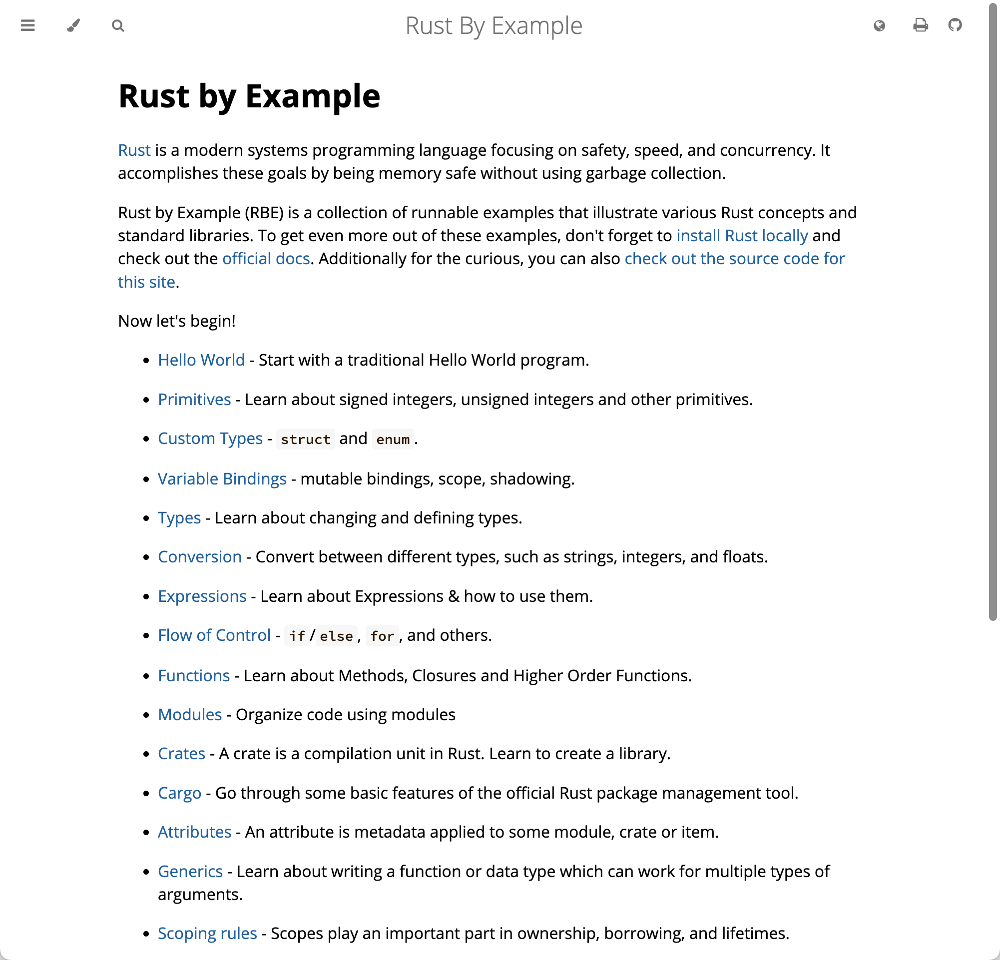 Rust By Example
Rust by Example
Rust is a modern systems programming language focusing on safety, speed, and concurrency. It
accomplishes these goals by being memory safe without using garbage collection.
Rust by Example (RBE) is a collection of runnable examples that illustrate various Rust concepts and
standard libraries. To get even more out of these examples, don't forget to install Rust locally and
check out the official docs. Additionally for the curious, you can also check out the source code for
this site.
Now let's begin!
• Hello World - Start with a traditional Hello World program.
• Primitives - Learn about signed integers, unsigned integers and other primitives.
• Custom Types - struct and enum.
• Variable Bindings - mutable bindings, scope, shadowing.
• Types - Learn about changing and defining types.
• Conversion - Convert between different types, such as strings, integers, and floats.
• Expressions - Learn about Expressions & how to use them.
• Flow of Control - if/else, for, and others.
• Functions - Learn about Methods, Closures and Higher Order Functions.
• Modules - Organize code using modules
• Crates - A crate is a compilation unit in Rust. Learn to create a library.
• Cargo - Go through some basic features of the official Rust package management tool.
• Attributes - An attribute is metadata applied to some module, crate or item.
• Generics - Learn about writing a function or data type which can work for multiple types of
arguments.
• Scoping rules - Scopes play an important part in ownership, borrowing, and lifetimes.